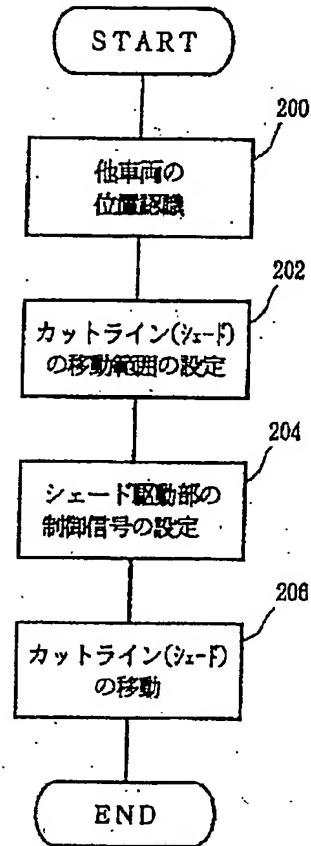 START
200
他車両の
位置認識
202
カットライン(シェード)
の移動範囲の設定
204
シェード駆動部の
制御信号の設定
206
カットライン(シェード)
の移動
END